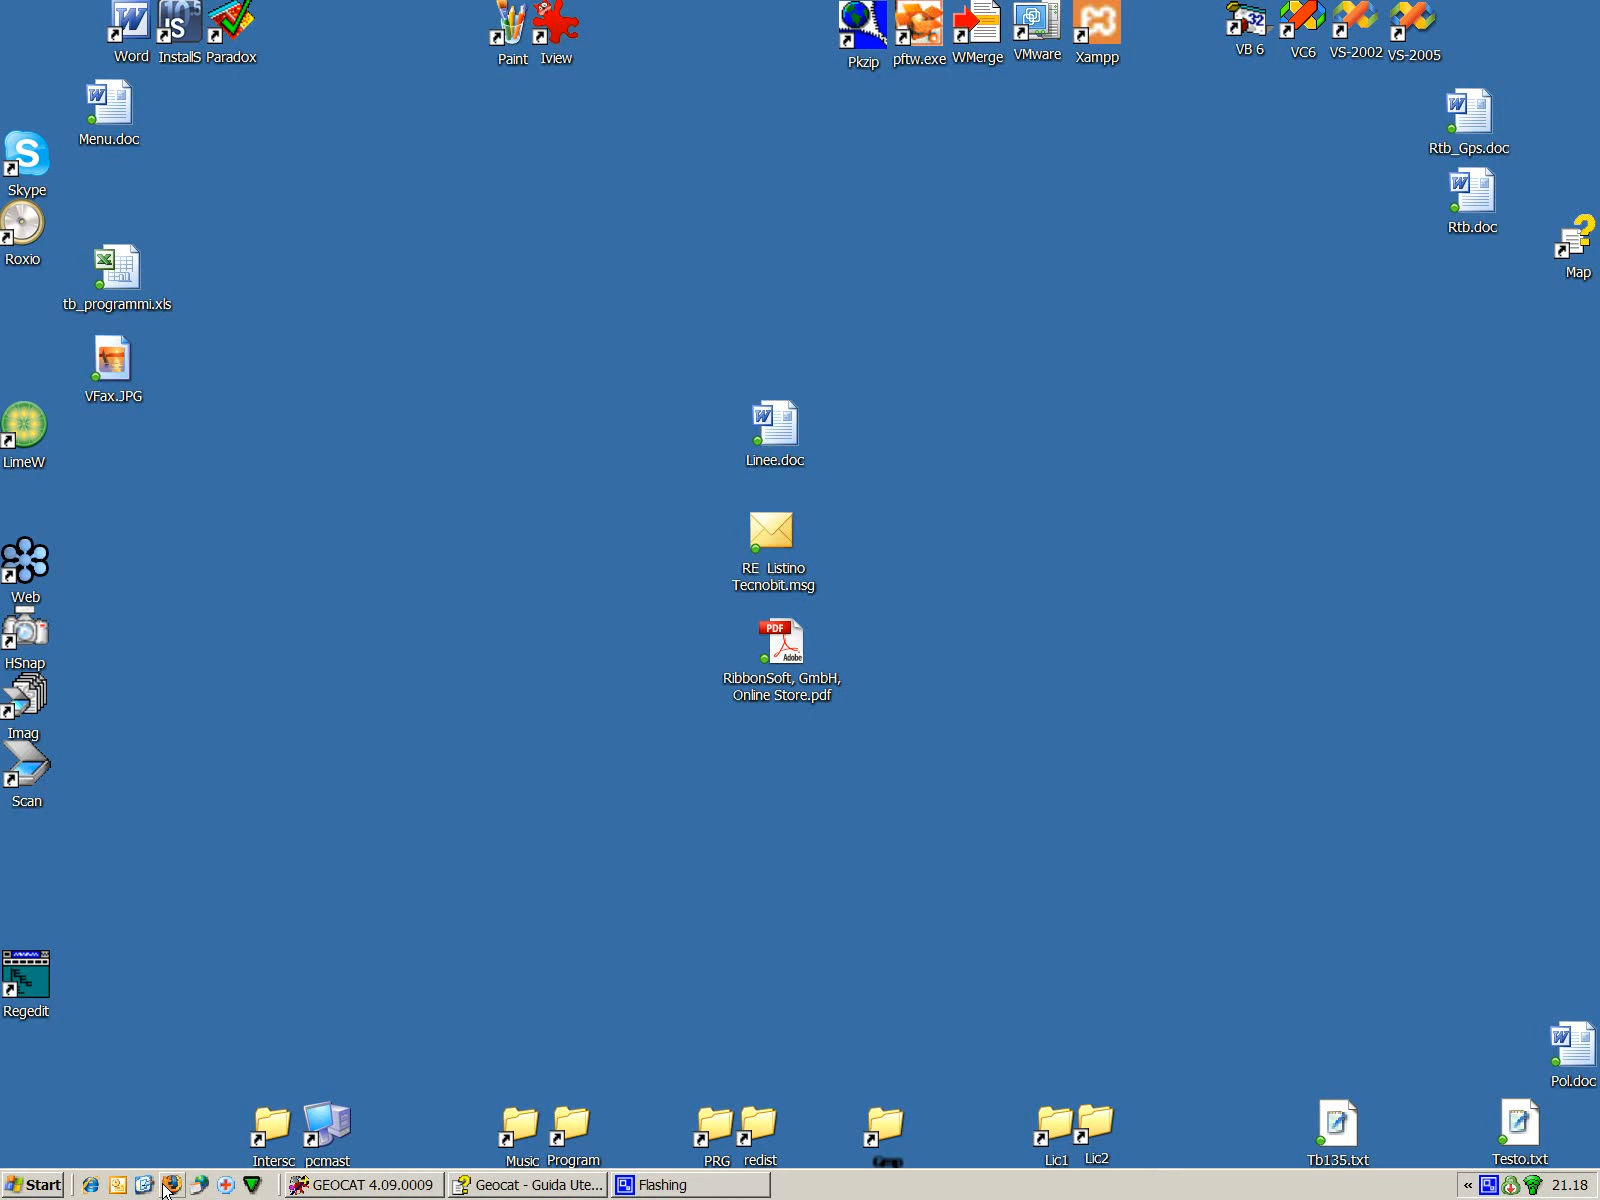 Word InstallS Paradox
Paint Iview
Pkzip pftw.exe WMerge VMware Xampp
VB 6 VC6 VS-2002 VS-2005
Menu.doc
Rtb_Gps.doc
Skype
Rtb.doc
Roxio
Map
tb_programmi.xls
VFax.JPG
LimeW
Linee.doc
RE Listino
Tecnobit.msg
Web
HSnap
RibbonSoft, GmbH,
Online Store.pdf
PDF
Adobe
Imag
Scan
Regedit
Pol.doc
Intersc pcmast
Music Program
PRG redist
Lic1 Lic2
Tb135.txt
Testo.txt
Start
GEOCAT 4.09.0009
Geocat - Guida Ute...
Flashing
« 21.18